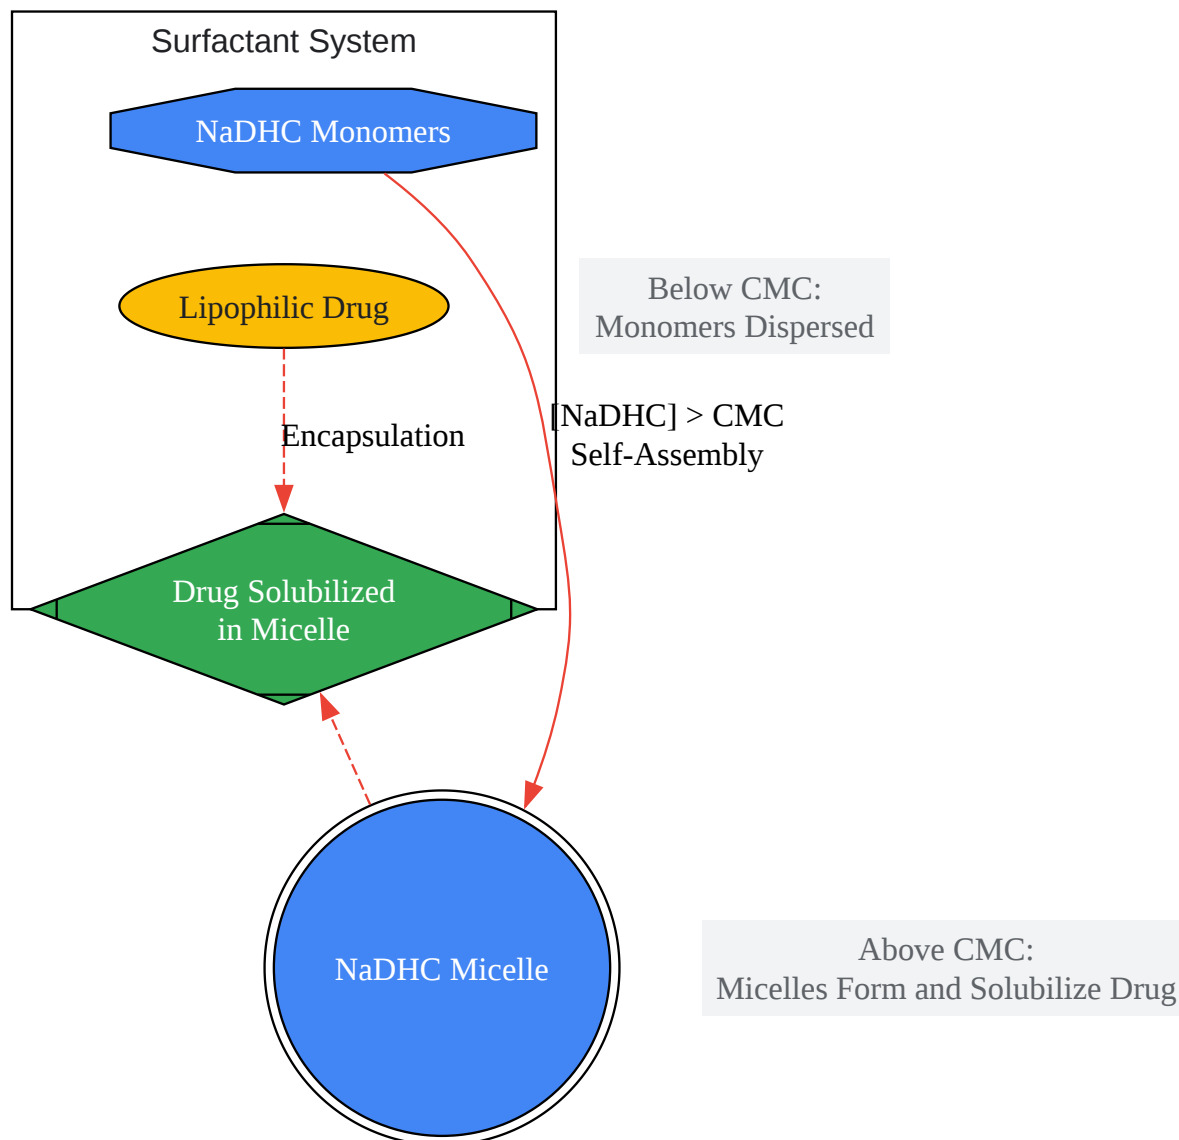 Surfactant System
NaDHC Monomers
Lipophilic Drug
Below CMC:
Monomers Dispersed
Encapsulation
[NaDHC] > CMC
Self-Assembly
Drug Solubilized
in Micelle
NaDHC Micelle
Above CMC:
Micelles Form and Solubilize Drug